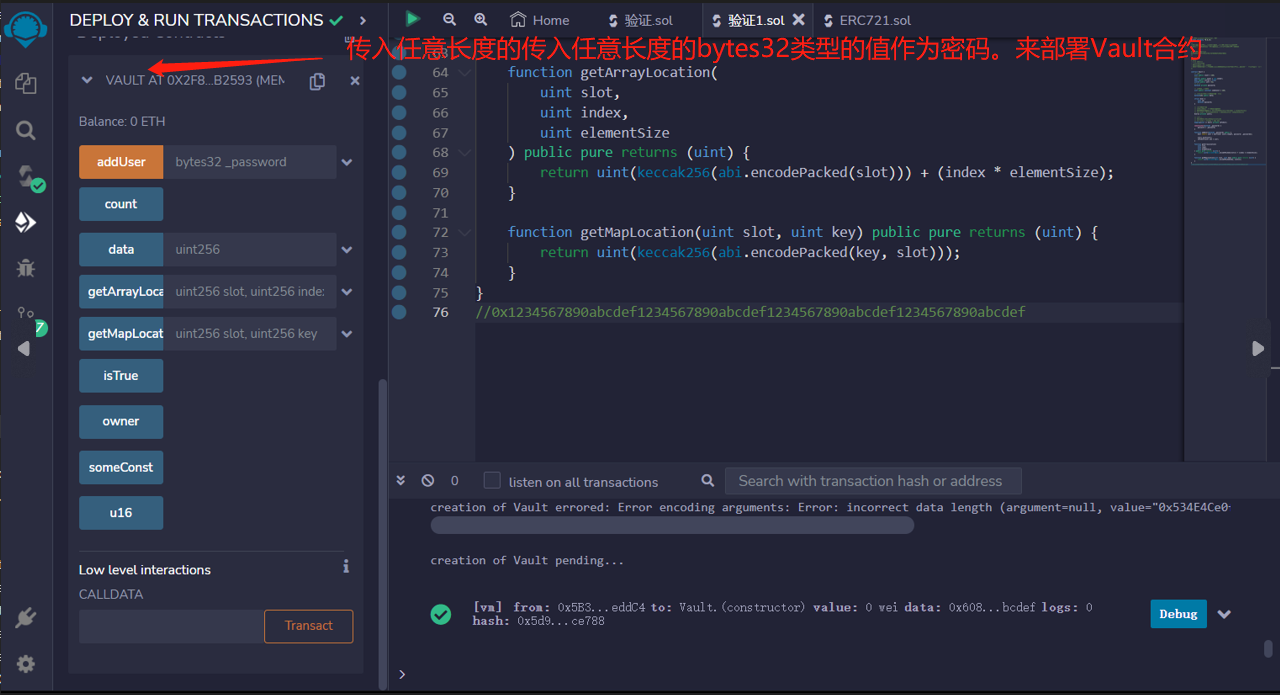 DEPLOY & RUN TRANSACTIONS
Home
验证.sol
验证1.sol
ERC721.sol
传入任意长度的传入任意长度的bytes32类型的值作为密码。来部署Vault合约
VAULT AT 0X2F8...B2593 (MEM
Balance: 0 ETH
addUser bytes32 _password
count
data uint256
getArrayLoca uint256 slot, uint256 inde:
getMapLocat uint256 slot, uint256 key
isTrue
owner
someConst
u16
Low level interactions
CALLDATA
Transact
7
64 function getArrayLocation(
65 uint slot,
66 uint index,
67 uint elementSize
68 ) public pure returns (uint) {
69 return uint(keccak256(abi.encodePacked(slot))) + (index * elementSize);
70 }
71
72 function getMapLocation(uint slot, uint key) public pure returns (uint) {
73 return uint(keccak256(abi.encodePacked(key, slot)));
74 }
75 }
76 //0x1234567890abcdef1234567890abcdef1234567890abcdef1234567890abcdef
0 listen on all transactions Search with transaction hash or address
creation of Vault errored: Error encoding arguments: Error: incorrect data length (argument=null, value="0x534E4Ce0
creation of Vault pending...
[vm] from: 0x5B3...eddC4 to: Vault.(constructor) value: 0 wei data: 0x608...bcdef logs: 0
hash: 0x5d9...ce788
Debug
>